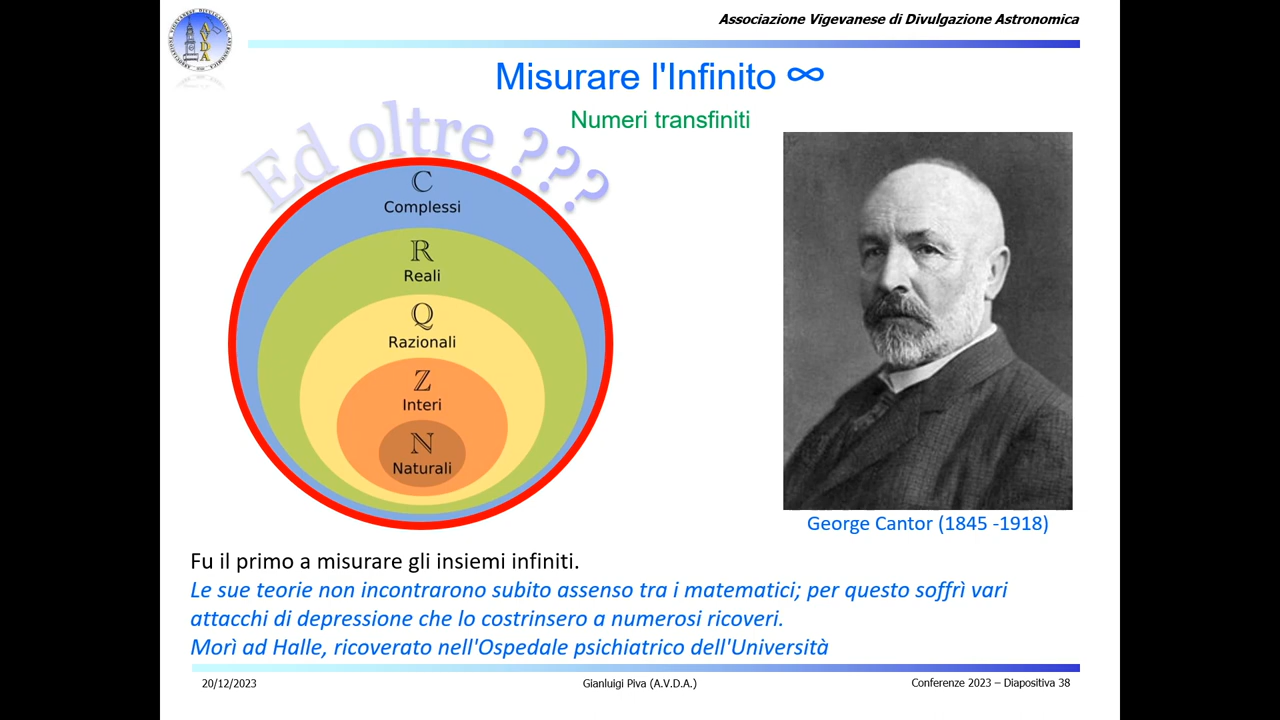 Associazione Vigevanese di Divulgazione Astronomica
A.V.D.A.
Misurare l'Infinito ∞
Numeri transfiniti
Ed oltre ???
ℂ
Complessi
ℝ
Reali
ℚ
Razionali
ℤ
Interi
ℕ
Naturali
George Cantor (1845 -1918)
Fu il primo a misurare gli insiemi infiniti.
Le sue teorie non incontrarono subito assenso tra i matematici; per questo soffrì vari
attacchi di depressione che lo costrinsero a numerosi ricoveri.
Morì ad Halle, ricoverato nell'Ospedale psichiatrico dell'Università
20/12/2023
Gianluigi Piva (A.V.D.A.)
Conferenze 2023 – Diapositiva 38